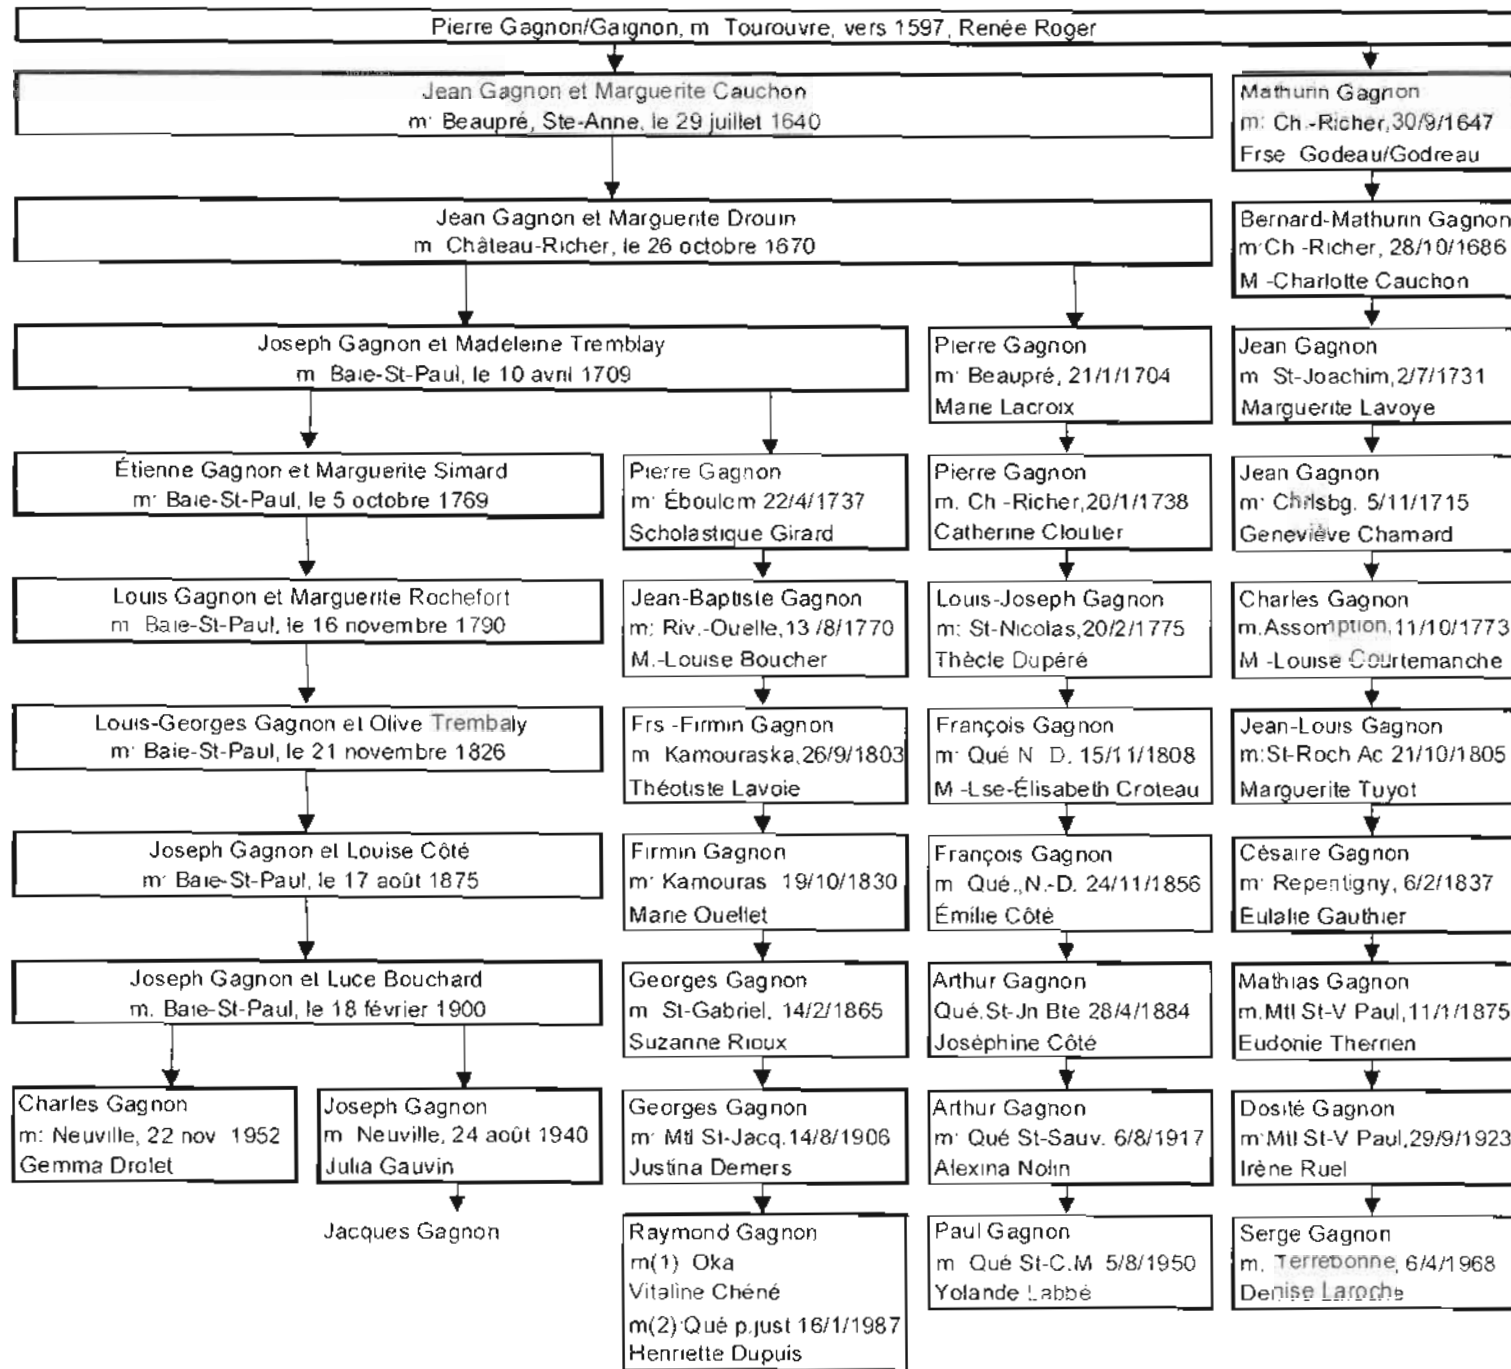 Pierre Gagnon/Gaignon, m Tourouvre, vers 1597, Renée Roger
Jean Gagnon et Marguerite Cauchon
m: Beaupré, Ste-Anne, le 29 juillet 1640
Mathurin Gagnon
m: Ch -Richer,30/9/1647
Frse Godeau/Godreau
Jean Gagnon et Marguerite Drouin
m Château-Richer, le 26 octobre 1670
Bernard-Mathurin Gagnon
m:Ch -Richer, 28/10/1686
M -Charlotte Cauchon
Joseph Gagnon et Madeleine Tremblay
m Baie-St-Paul, le 10 avril 1709
Pierre Gagnon
m: Beaupré, 21/1/1704
Marie Lacroix
Jean Gagnon
m St-Joachim,2/7/1731
Marguerite Lavoye
Étienne Gagnon et Marguerite Simard
m: Baie-St-Paul, le 5 octobre 1769
Pierre Gagnon
m: Éboulem 22/4/1737
Scholastique Girard
Pierre Gagnon
m. Ch -Richer,20/1/1738
Catherine Cloutier
Jean Gagnon
m: Chrlsbg. 5/11/1715
Geneviève Chamard
Louis Gagnon et Marguerite Rochefort
m Baie-St-Paul, le 16 novembre 1790
Jean-Baptiste Gagnon
m: Riv.-Ouelle,13 /8/1770
M.-Louise Boucher
Louis-Joseph Gagnon
m: St-Nicolas,20/2/1775
Thècle Dupéré
Charles Gagnon
m.Assomption,11/10/1773
M -Louise Courtemanche
Louis-Georges Gagnon et Olive Trembaly
m: Baie-St-Paul, le 21 novembre 1826
Frs -Firmin Gagnon
m Kamouraska,26/9/1803
Théotiste Lavoie
François Gagnon
m: Qué N D. 15/11/1808
M -Lse-Élisabeth Croteau
Jean-Louis Gagnon
m:St-Roch Ac 21/10/1805
Marguerite Tuyot
Joseph Gagnon et Louise Côté
m: Baie-St-Paul, le 17 août 1875
Firmin Gagnon
m: Kamouras 19/10/1830
Marie Ouellet
François Gagnon
m Qué.,N.-D. 24/11/1856
Émilie Côté
Césaire Gagnon
m: Repentigny, 6/2/1837
Eulalie Gauthier
Joseph Gagnon et Luce Bouchard
m. Baie-St-Paul, le 18 février 1900
Georges Gagnon
m St-Gabriel, 14/2/1865
Suzanne Rioux
Arthur Gagnon
Qué.St-Jn Bte 28/4/1884
Joséphine Côté
Mathias Gagnon
m.Mtl St-V Paul,11/1/1875
Eudonie Therrien
Charles Gagnon
m: Neuville, 22 nov 1952
Gemma Drolet
Joseph Gagnon
m Neuville, 24 août 1940
Julia Gauvin
Georges Gagnon
m: Mtl St-Jacq.14/8/1906
Justina Demers
Arthur Gagnon
m: Qué St-Sauv. 6/8/1917
Alexina Nolin
Dosité Gagnon
m:Mtl St-V Paul,29/9/1923
Irène Ruel
Jacques Gagnon
Raymond Gagnon
m(1) Oka
Vitaline Chéné
m(2):Qué p.just 16/1/1987
Henriette Dupuis
Paul Gagnon
m Qué St-C.M 5/8/1950
Yolande Labbé
Serge Gagnon
m. Terrebonne, 6/4/1968
Denise Laroche